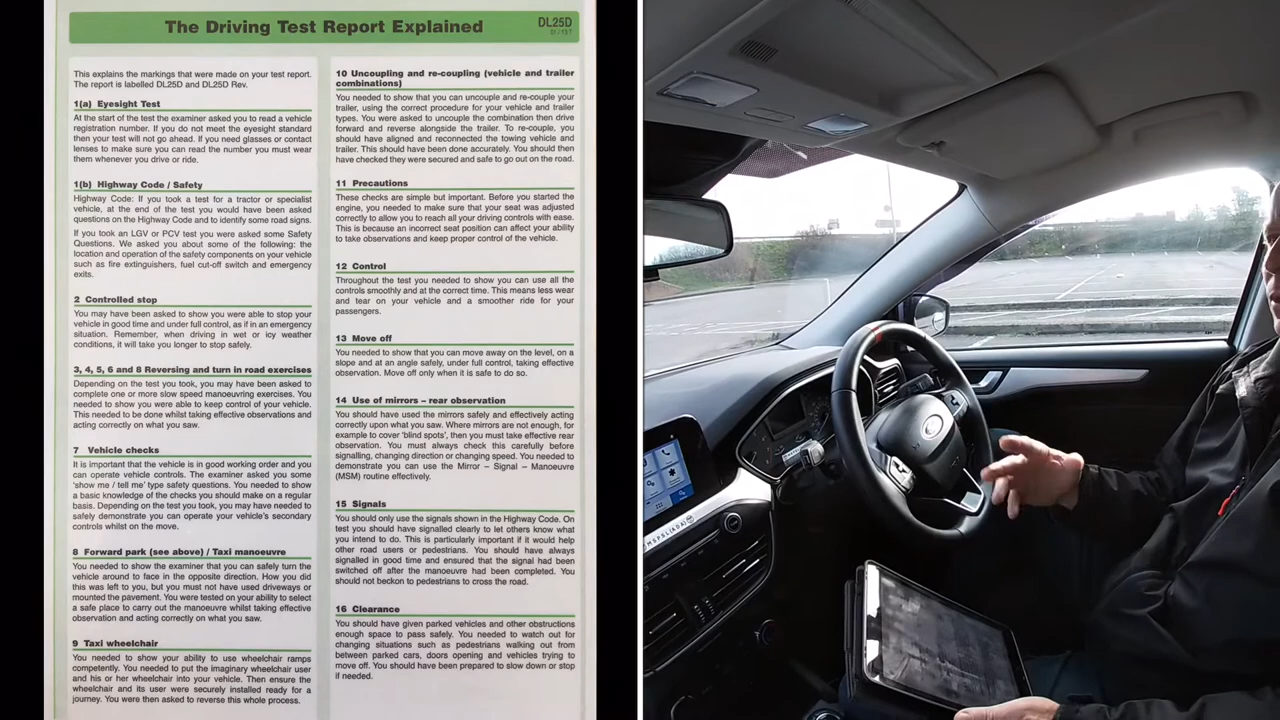 The Driving Test Report Explained
DL25D
This explains the markings that were made on your test report.
The report is labelled DL25D and DL25D Rev.
1(a) Eyesight Test
At the start of the test the examiner asked you to read a vehicle
registration number. If you do not meet the eyesight standard
then your test will not go ahead. If you need glasses or contact
lenses to make sure you can read the number you must wear
them whenever you drive or ride.
1(b) Highway Code / Safety
Highway Code: If you took a test for a tractor or specialist
vehicle, at the end of the test you would have been asked
questions on the Highway Code and to identify some road signs.
If you took an LGV or PCV test you were asked some Safety
Questions. We asked you about some of the following: the
location and operation of the safety components on your vehicle
such as fire extinguishers, fuel cut-off switch and emergency
exits.
2 Controlled stop
You may have been asked to show you were able to stop your
vehicle in good time and under full control, as if in an emergency
situation. Remember, when driving in wet or icy weather
conditions, it will take you longer to stop safely.
3, 4, 5, 6 and 8 Reversing and turn in road exercises
Depending on the test you took, you may have been asked to
complete one or more slow speed manoeuvring exercises. You
needed to show you were able to keep control of your vehicle.
This needed to be done whilst taking effective observations and
acting correctly on what you saw.
7 Vehicle checks
It is important that the vehicle is in good working order and you
can operate vehicle controls. The examiner asked you some
'show me / tell me' type safety questions. You needed to show
a basic knowledge of the checks you should make on a regular
basis. Depending on the test you took, you may have needed to
safely demonstrate you can operate your vehicle's secondary
controls whilst on the move.
8 Forward park (see above) / Taxi manoeuvre
You needed to show the examiner that you can safely turn the
vehicle around to face in the opposite direction. How you did
this was left to you, but you must not have used driveways or
mounted the pavement. You were tested on your ability to select
a safe place to carry out the manoeuvre whilst taking effective
observation and acting correctly on what you saw.
9 Taxi wheelchair
You needed to show your ability to use wheelchair ramps
competently. You needed to put the imaginary wheelchair user
and his or her wheelchair into your vehicle. Then ensure the
wheelchair and its user were securely installed ready for a
journey. You were then asked to reverse this whole process.
10 Uncoupling and re-coupling (vehicle and trailer
combinations)
You needed to show that you can uncouple and re-couple your
trailer, using the correct procedure for your vehicle and trailer
types. You were asked to uncouple the combination then drive
forward and reverse alongside the trailer. To re-couple, you
should have aligned and reconnected the towing vehicle and
trailer. This should have been done accurately. You should then
have checked they were secured and safe to go out on the road.
11 Precautions
These checks are simple but important. Before you started the
engine, you needed to make sure that your seat was adjusted
correctly to allow you to reach all your driving controls with ease.
This is because an incorrect seat position can affect your ability
to take observations and keep proper control of the vehicle.
12 Control
Throughout the test you needed to show you can use all the
controls smoothly and at the correct time. This means less wear
and tear on your vehicle and a smoother ride for your
passengers.
13 Move off
You needed to show that you can move away on the level, on a
slope and at an angle safely, under full control, taking effective
observation. Move off only when it is safe to do so.
14 Use of mirrors – rear observation
You should have used the mirrors safely and effectively acting
correctly upon what you saw. Where mirrors are not enough, for
example to cover 'blind spots', then you must take effective rear
observation. You must always check this carefully before
signalling, changing direction or changing speed. You needed to
demonstrate you can use the Mirror – Signal – Manoeuvre
(MSM) routine effectively.
15 Signals
You should only use the signals shown in the Highway Code. On
test you should have signalled clearly to let others know what
you intend to do. This is particularly important if it would help
other road users or pedestrians. You should have always
signalled in good time and ensured that the signal had been
switched off after the manoeuvre had been completed. You
should not beckon to pedestrians to cross the road.
16 Clearance
You should have given parked vehicles and other obstructions
enough space to pass safely. You needed to watch out for
changing situations such as pedestrians walking out from
between parked cars, doors opening and vehicles trying to
move off. You should have been prepared to slow down or stop
if needed.